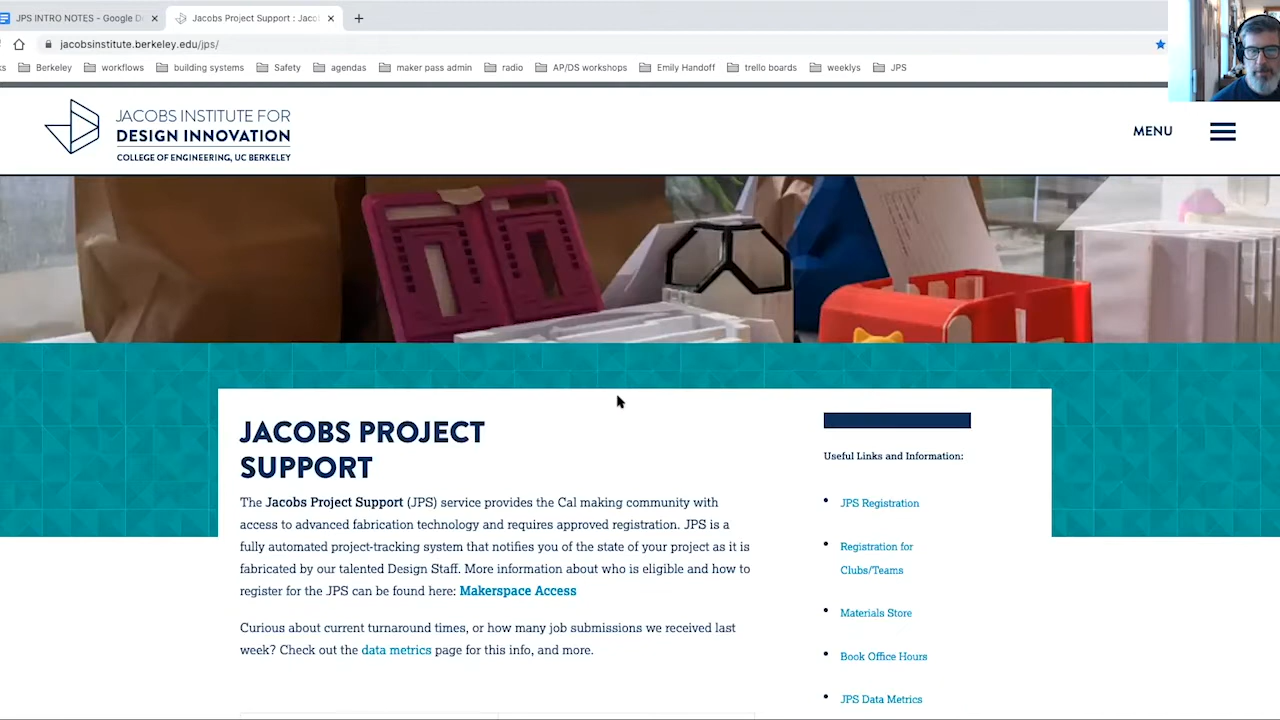 JPS INTRO NOTES - Google D
Jacobs Project Support : Jaco
jacobsinstitute.berkeley.edu/jps/
ks
Berkeley
workflows
building systems
Safety
agendas
maker pass admin
radio
AP/DS workshops
Emily Handoff
trello boards
weeklys
JPS
JACOBS INSTITUTE FOR
DESIGN INNOVATION
COLLEGE OF ENGINEERING, UC BERKELEY
MENU
JACOBS PROJECT
SUPPORT
The Jacobs Project Support (JPS) service provides the Cal making community with
access to advanced fabrication technology and requires approved registration. JPS is a
fully automated project-tracking system that notifies you of the state of your project as it is
fabricated by our talented Design Staff. More information about who is eligible and how to
register for the JPS can be found here: Makerspace Access
Curious about current turnaround times, or how many job submissions we received last
week? Check out the data metrics page for this info, and more.
Useful Links and Information:
JPS Registration
Registration for
Clubs/Teams
Materials Store
Book Office Hours
JPS Data Metrics